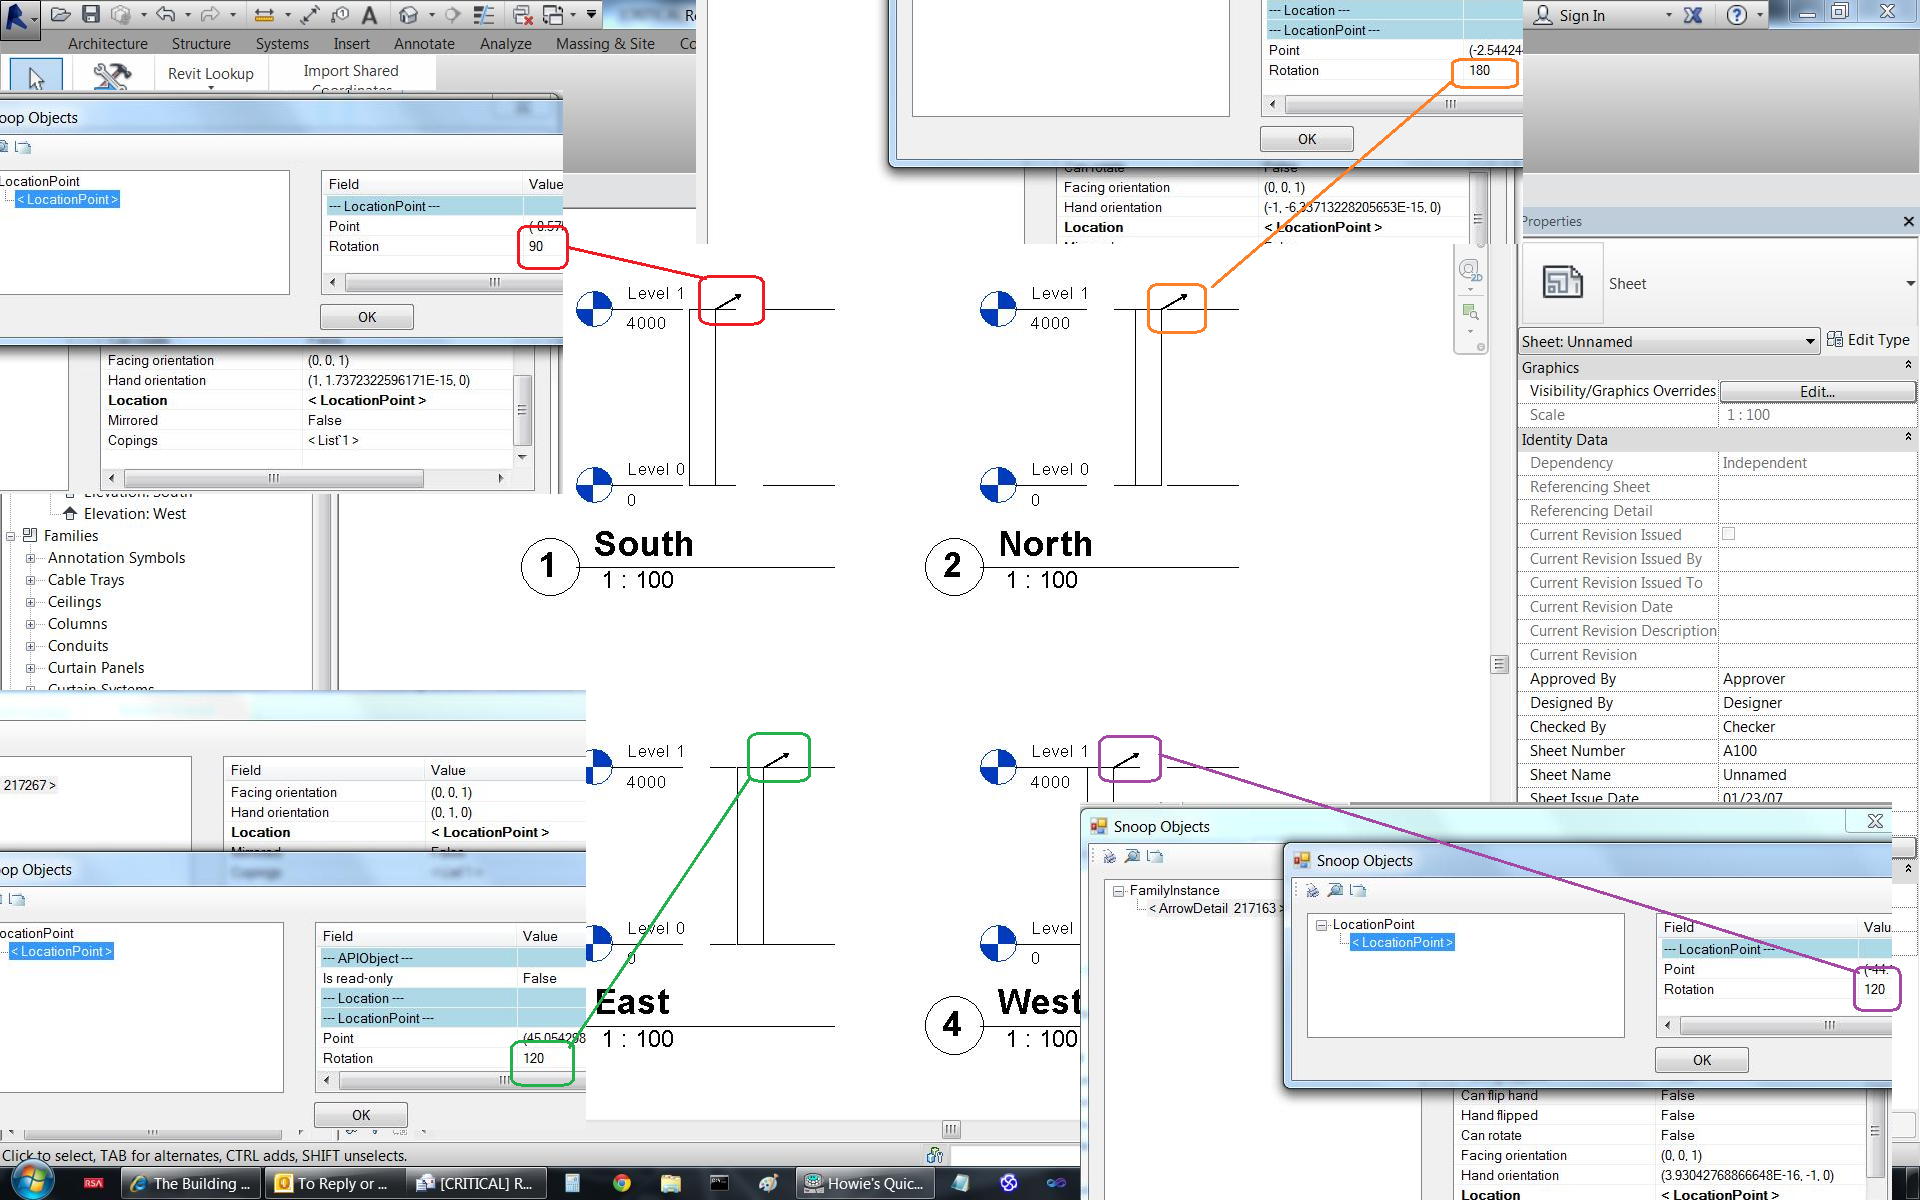 Architecture Structure Systems Insert Annotate Analyze Massing & Site Co
Revit Lookup
Import Shared
Sign In
oop Objects
LocationPoint
< LocationPoint >
Field Value
--- LocationPoint ---
Point
Rotation 90
OK
Facing orientation (0, 0, 1)
Hand orientation (1, 1.7372322596171E-15, 0)
Location < LocationPoint >
Mirrored False
Copings < List`1 >
Elevation: South
Elevation: West
Families
Annotation Symbols
Cable Trays
Ceilings
Columns
Conduits
Curtain Panels
Curtain Systems
--- Location ---
--- LocationPoint ---
Point (-2.54424
Rotation 180
OK
Can rotate False
Facing orientation (0, 0, 1)
Hand orientation (-1, -6.33713228205653E-15, 0)
Location < LocationPoint >
Level 1
4000
Level 0
0
1 South
1 : 100
Level 1
4000
Level 0
0
2 North
1 : 100
2D
Properties
Sheet
Sheet: Unnamed Edit Type
Graphics
Visibility/Graphics Overrides Edit...
Scale 1 : 100
Identity Data
Dependency Independent
Referencing Sheet
Referencing Detail
Current Revision Issued
Current Revision Issued By
Current Revision Issued To
Current Revision Date
Current Revision Description
Current Revision
Approved By Approver
Designed By Designer
Checked By Checker
Sheet Number A100
Sheet Name Unnamed
Sheet Issue Date 01/23/07
217267 >
Field Value
Facing orientation (0, 0, 1)
Hand orientation (0, 1, 0)
Location < LocationPoint >
oop Objects
ocationPoint
< LocationPoint >
Field Value
--- APIObject ---
Is read-only False
--- Location ---
--- LocationPoint ---
Point (45.054298
Rotation 120
OK
Level 1
4000
Level 0
0
East
1 : 100
Level 1
4000
Level
0
4 West
1 : 100
Snoop Objects
FamilyInstance
< ArrowDetail 217163 >
Snoop Objects
LocationPoint
< LocationPoint >
Field Valu
--- LocationPoint ---
Point (-44.
Rotation 120
OK
Can flip hand False
Hand flipped False
Can rotate False
Facing orientation (0, 0, 1)
Hand orientation (3.93042768866648E-16, -1, 0)
Location < LocationPoint >
Click to select, TAB for alternates, CTRL adds, SHIFT unselects.
RSA The Building ... To Reply or ... [CRITICAL] R... Howie's Quic...